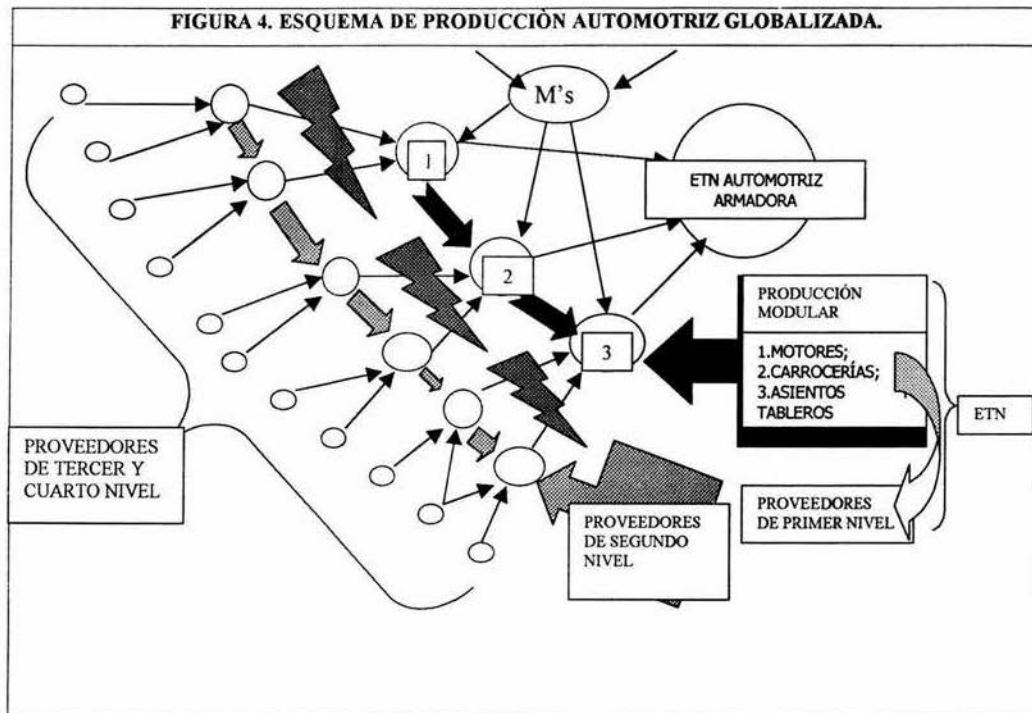 FIGURA 4. ESQUEMA DE PRODUCCIÓN AUTOMOTRIZ GLOBALIZADA.
M's
1
ETN AUTOMOTRIZ
ARMADORA
2
3
PRODUCCIÓN
MODULAR
1.MOTORES;
2.CARROCERÍAS;
3.ASIENTOS
TABLEROS
ETN
PROVEEDORES
DE TERCER Y
CUARTO NIVEL
PROVEEDORES
DE SEGUNDO
NIVEL
PROVEEDORES
DE PRIMER NIVEL